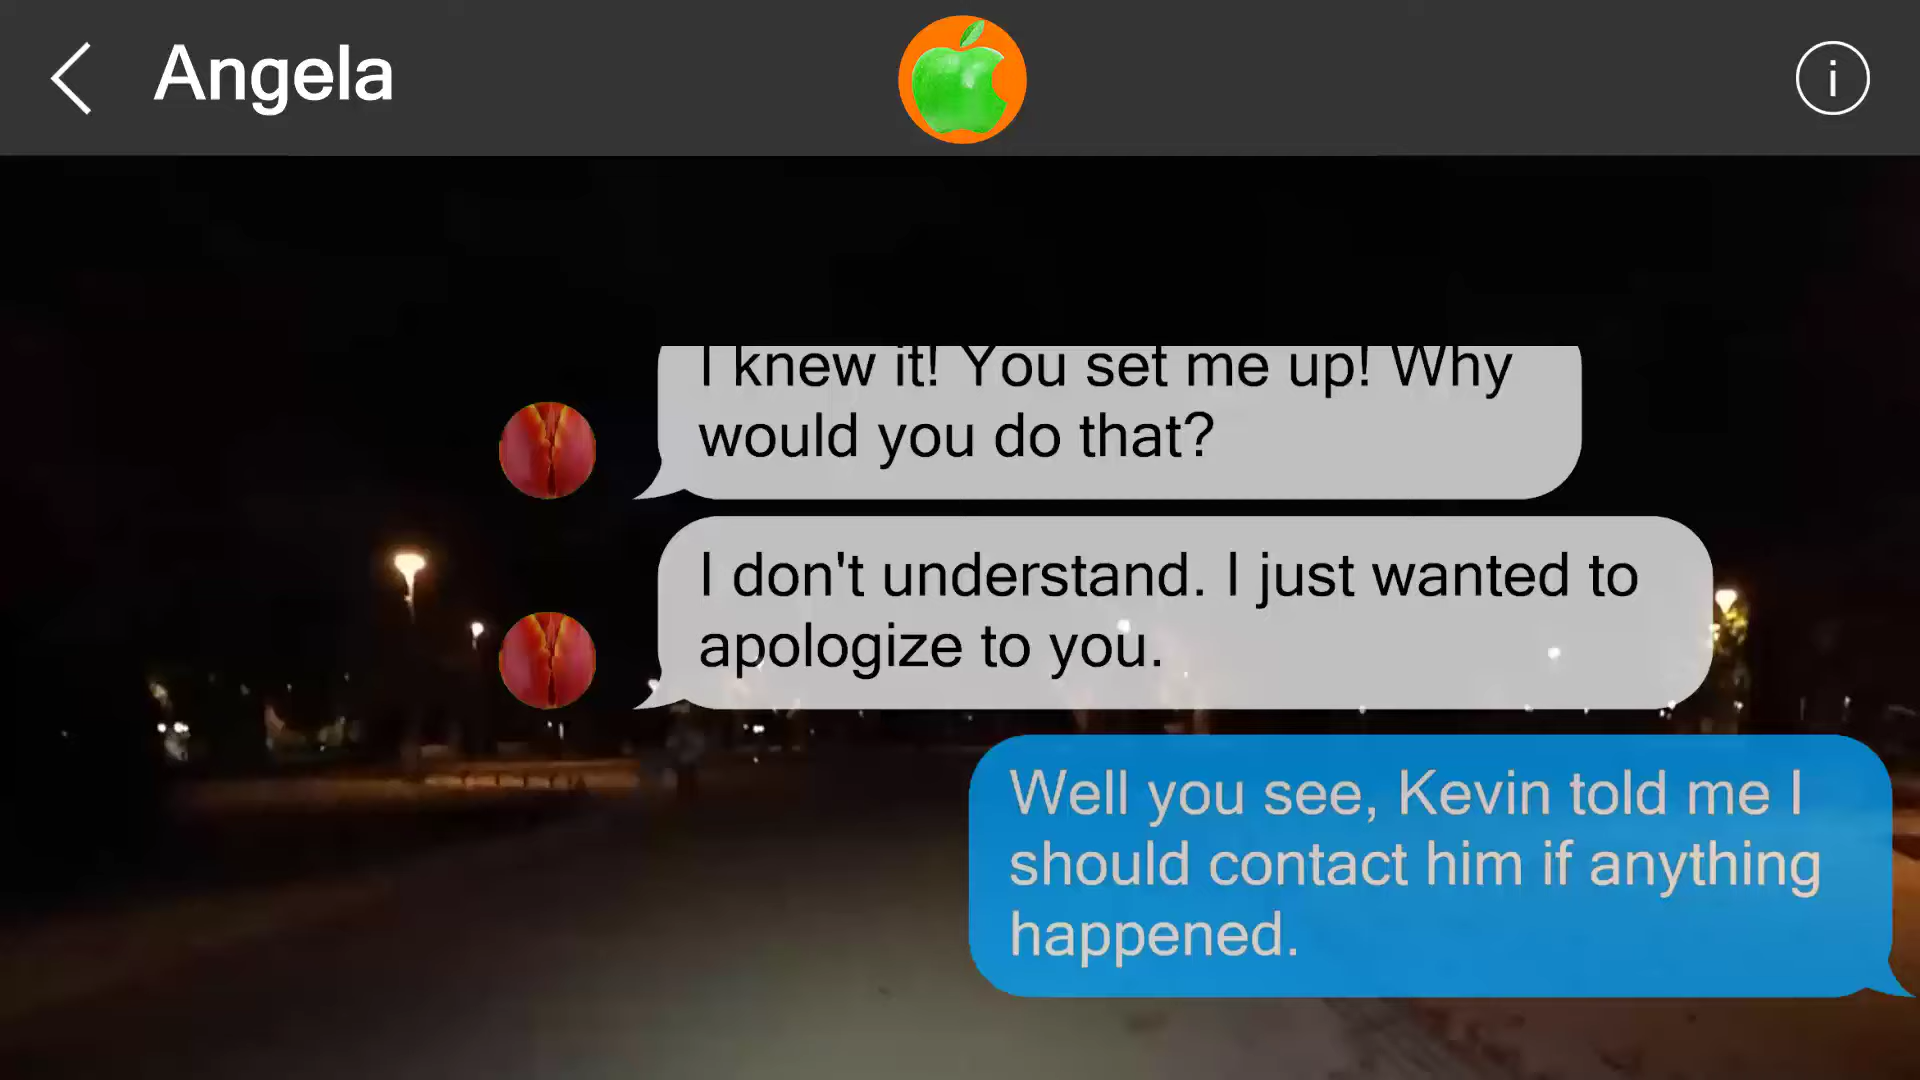 Angela
i
I knew it! You set me up! Why
would you do that?
I don't understand. I just wanted to
apologize to you.
Well you see, Kevin told me I
should contact him if anything
happened.